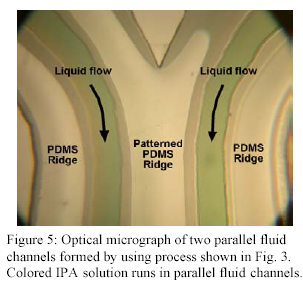 Liquid flow
Liquid flow
PDMS
Ridge
Patterned
PDMS
Ridge
PDMS
Ridge
Figure 5: Optical micrograph of two parallel fluid
channels formed by using process shown in Fig. 3.
Colored IPA solution runs in parallel fluid channels.